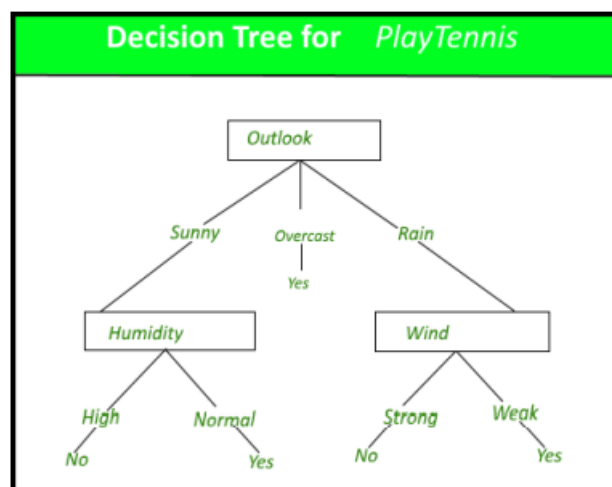 Decision Tree for PlayTennis
Outlook
Sunny Overcast Rain
Yes
Humidity Wind
High Normal Strong Weak
No Yes No Yes